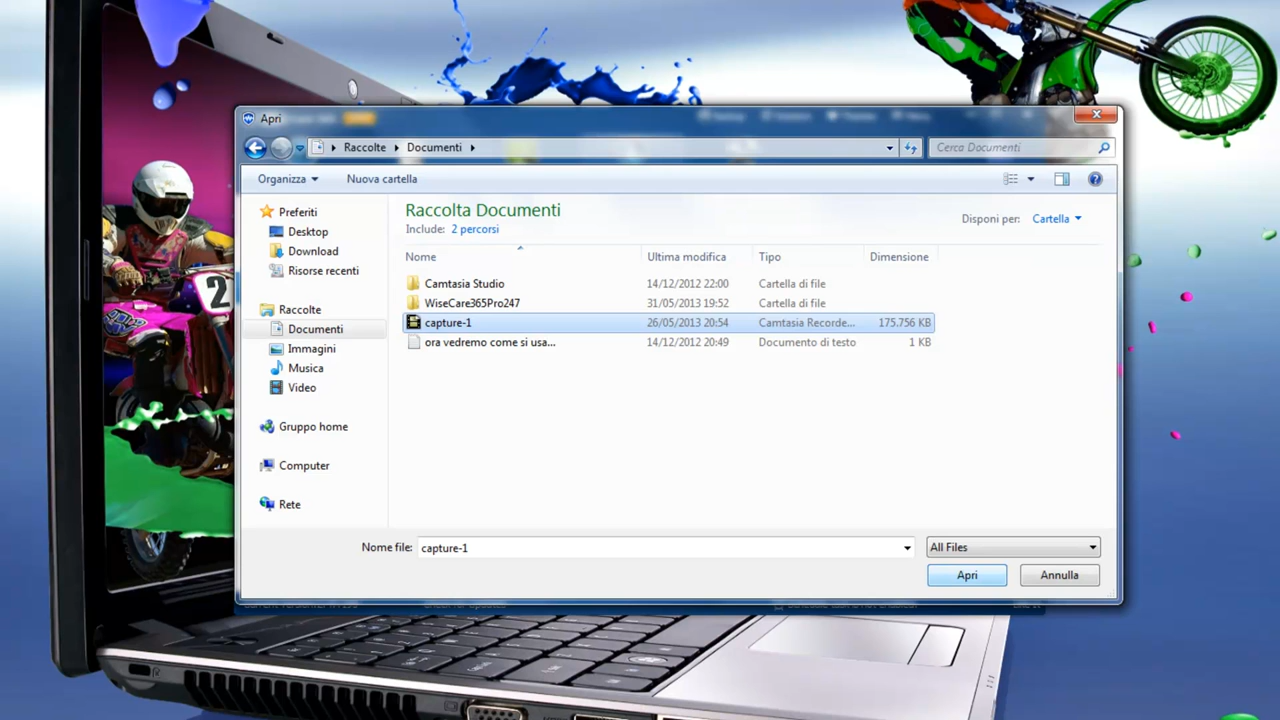 Apri
Raccolte Documenti
Cerca Documenti
Organizza Nuova cartella
Preferiti
Desktop
Download
Risorse recenti
Raccolte
Documenti
Immagini
Musica
Video
Gruppo home
Computer
Rete
Raccolta Documenti
Include: 2 percorsi
Disponi per: Cartella
Nome Ultima modifica Tipo Dimensione
Camtasia Studio 14/12/2012 22:00 Cartella di file
WiseCare365Pro247 31/05/2013 19:52 Cartella di file
capture-1 26/05/2013 20:54 Camtasia Recorde... 175.756 KB
ora vedremo come si usa... 14/12/2012 20:49 Documento di testo 1 KB
Nome file: capture-1 All Files
Apri Annulla
2